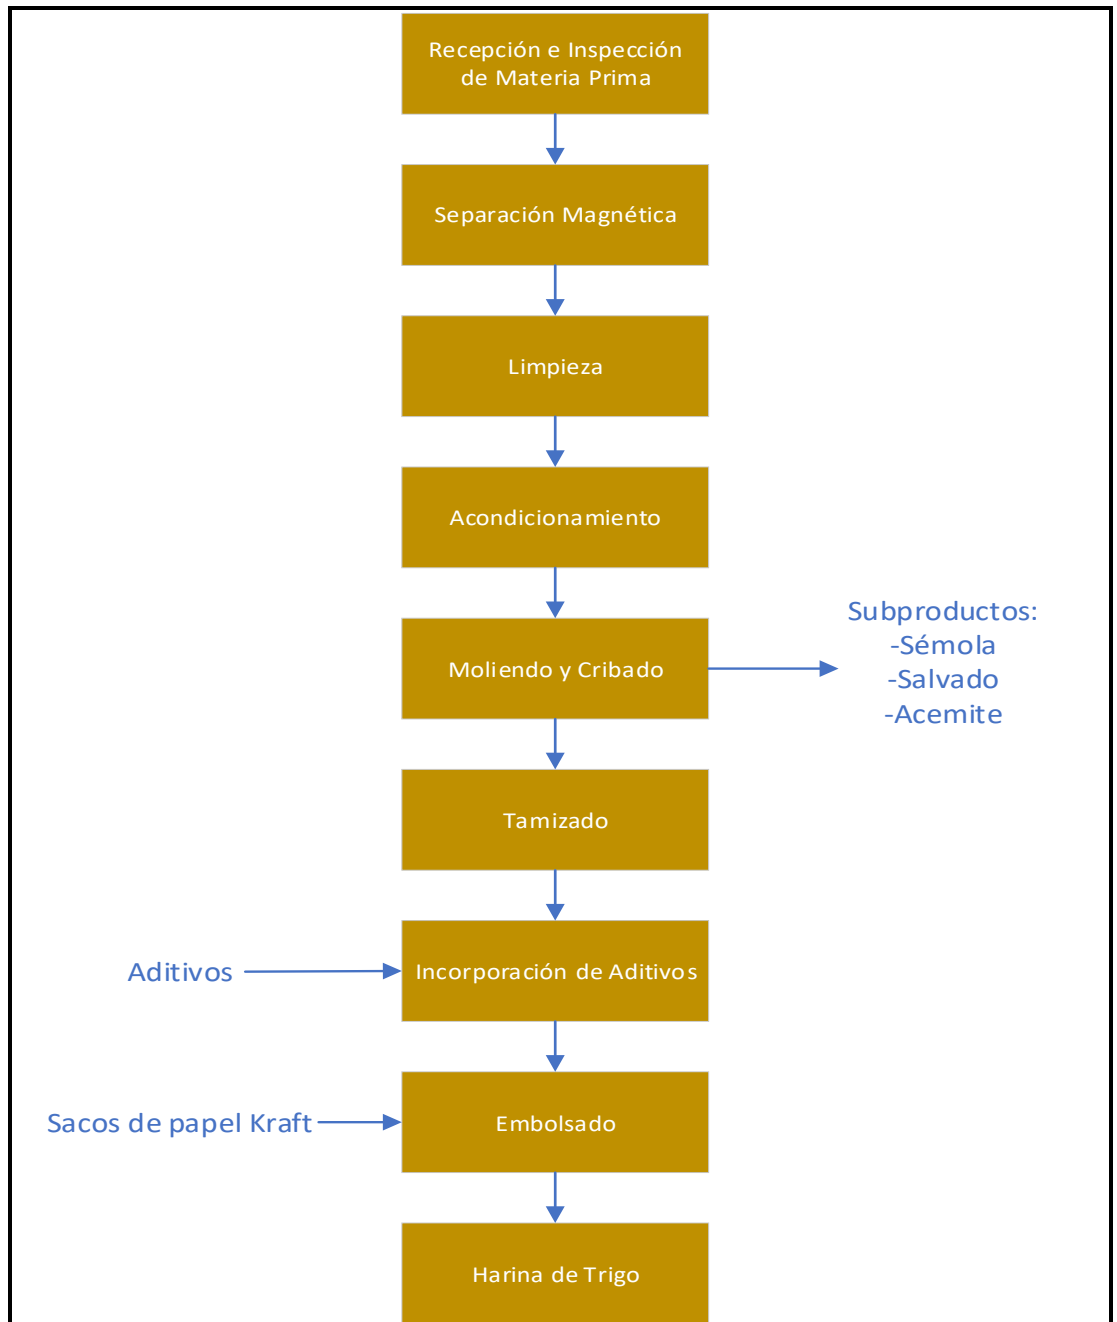 Recepción e Inspección
de Materia Prima
Separación Magnética
Limpieza
Acondicionamiento
Moliendo y Cribado
Subproductos:
-Sémola
-Salvado
-Acemite
Tamizado
Aditivos
Incorporación de Aditivos
Sacos de papel Kraft
Embolsado
Harina de Trigo